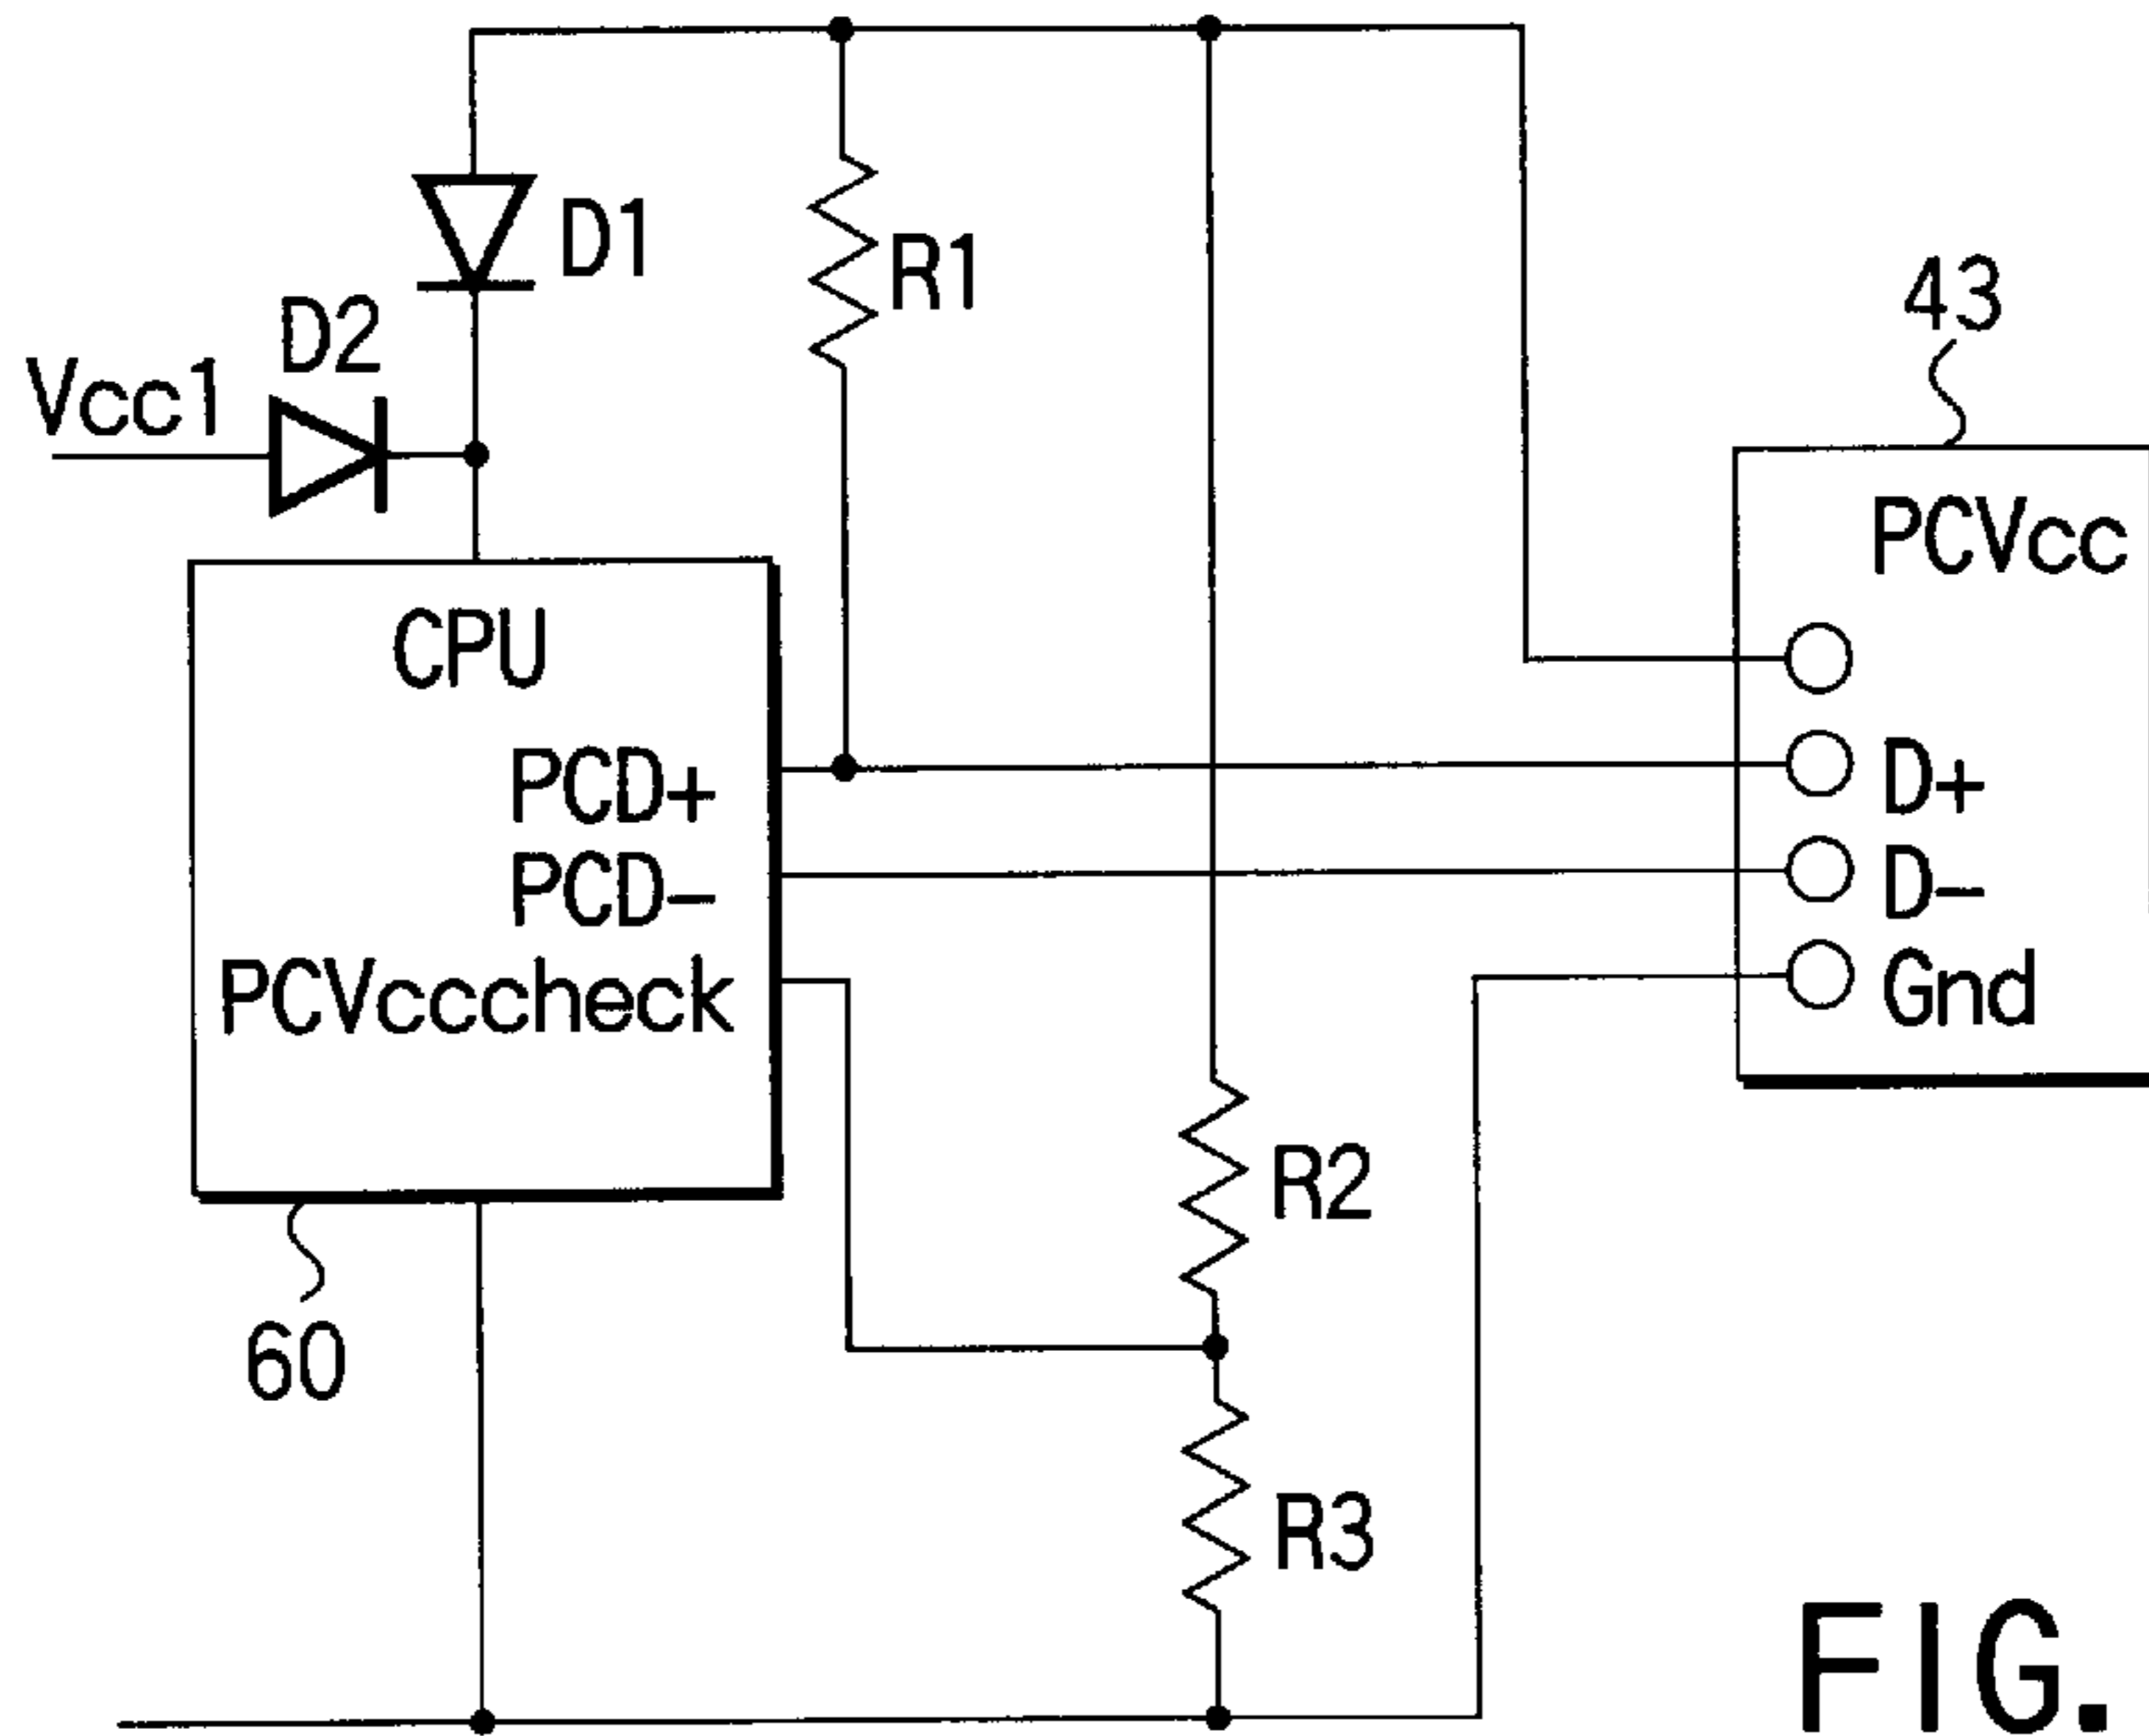 D1
R1
D2
Vcc1
43
PCVcc
CPU
PCD+
D+
PCD-
D-
PCVcccheck
Gnd
R2
60
R3
FIG.